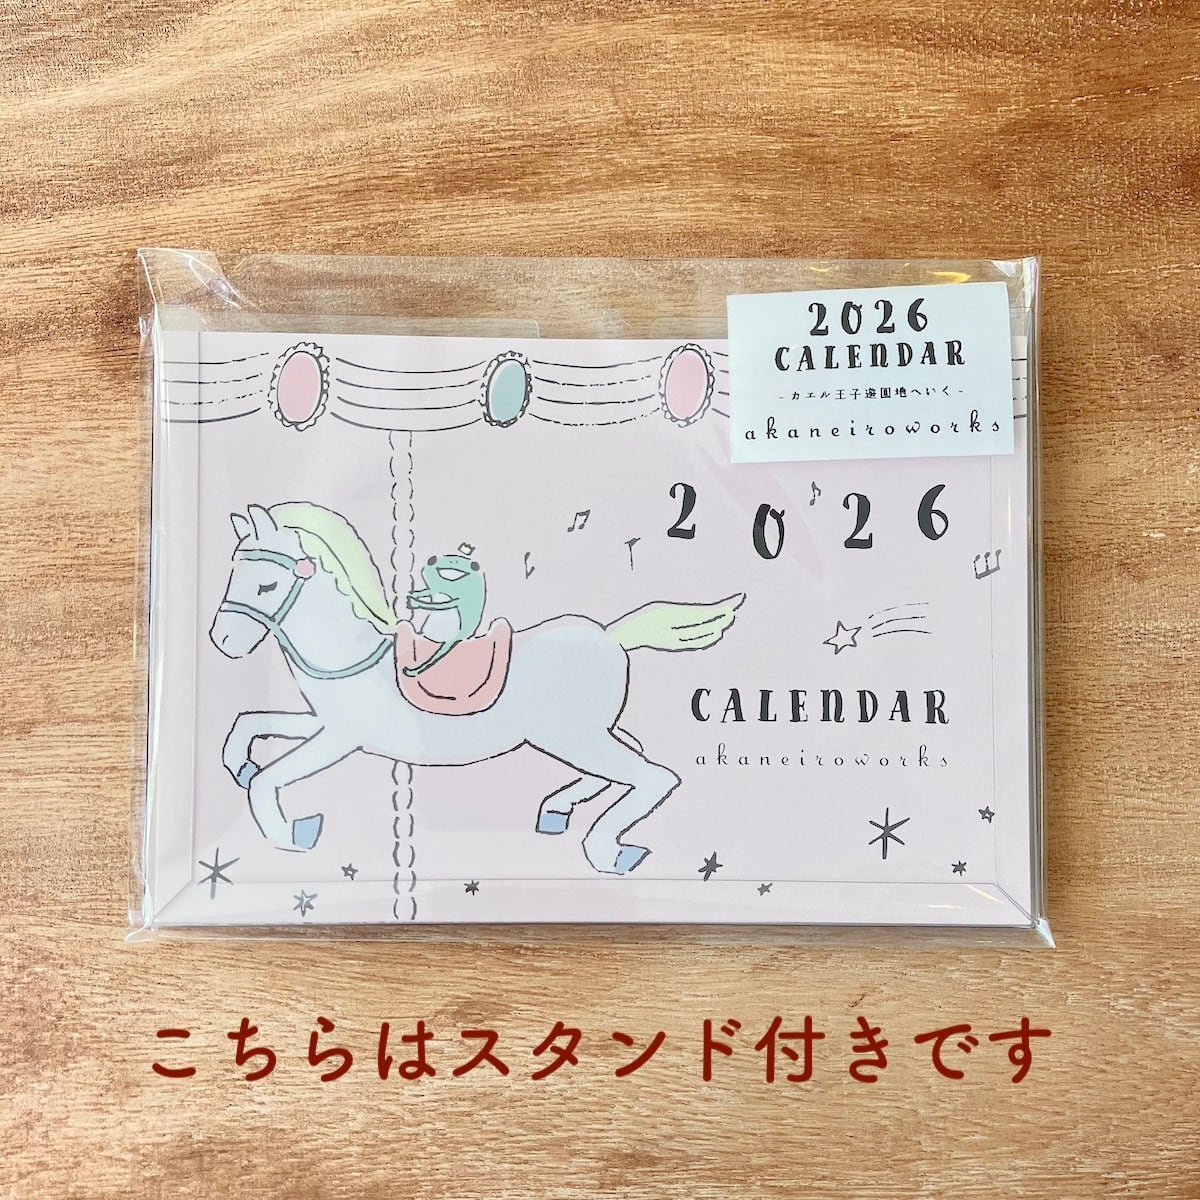 2026
CALENDAR
- カエル王子遊園地へいく -
akaneiroworks
2026
CALENDAR
akaneiroworks
こちらはスタンド付きです